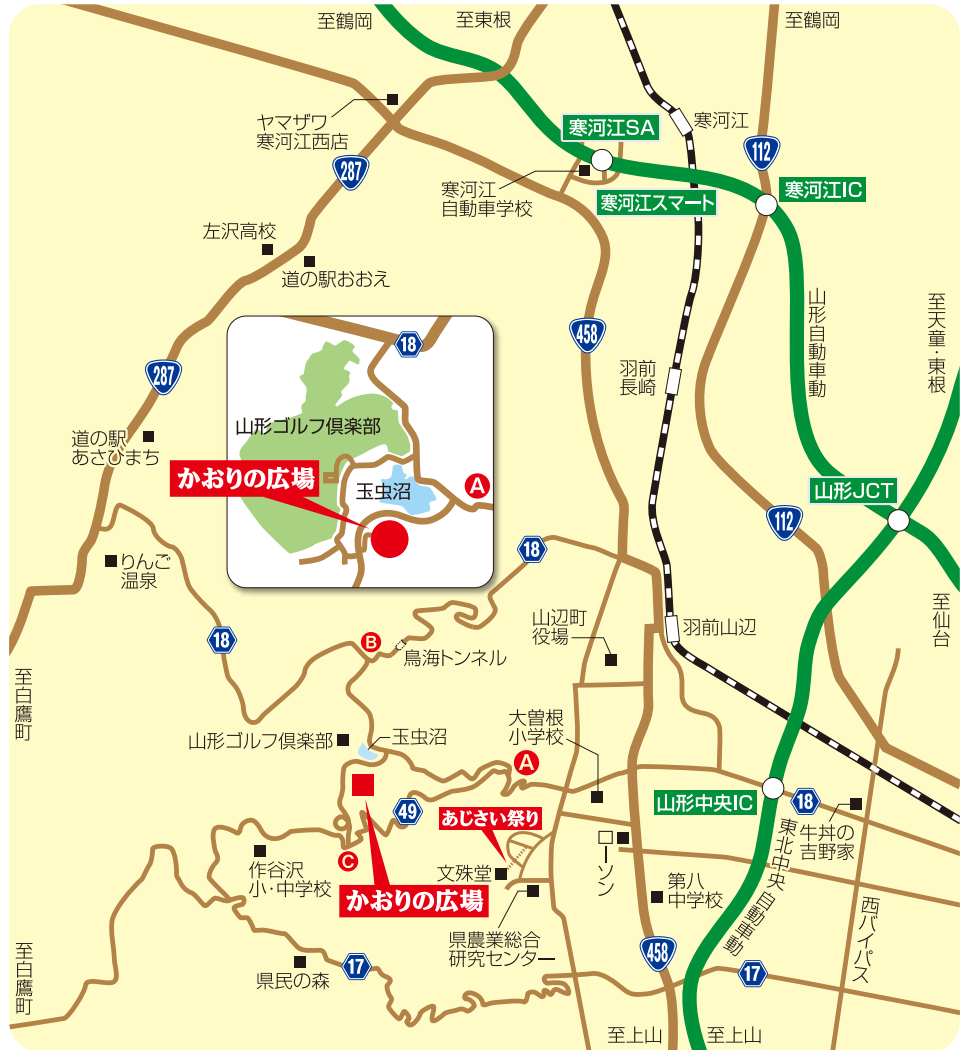 至鶴岡
至東根
至鶴岡
ヤマザワ
寒河江西店
寒河江SA
寒河江
112
287
寒河江
自動車学校
寒河江スマート
寒河江IC
左沢高校
道の駅おおえ
山形自動車動
至天童・東根
458
18
287
羽前
長崎
山形ゴルフ倶楽部
道の駅
あさひまち
かおりの広場
玉虫沼
A
山形JCT
112
18
りんご
温泉
至仙台
山辺町
役場
羽前山辺
18
B
鳥海トンネル
至白鷹町
大曽根
小学校
山形ゴルフ倶楽部
玉虫沼
A
山形中央IC
18
49
あじさい祭り
ローソン
牛丼の
吉野家
東北中央自動車動
C
作谷沢
小・中学校
文殊堂
第八
中学校
かおりの広場
西バイパス
県農業総合
研究センター
458
至白鷹町
県民の森
17
17
至上山
至上山